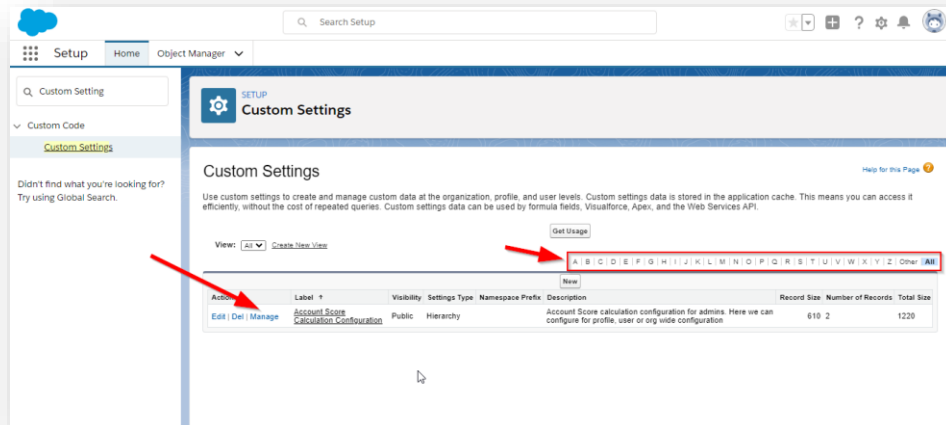 Search Setup
Setup Home Object Manager
Custom Setting
Custom Code
Custom Settings
Didn't find what you're looking for?
Try using Global Search.
SETUP
Custom Settings
Custom Settings
Help for this Page
Use custom settings to create and manage custom data at the organization, profile, and user levels. Custom settings data is stored in the application cache. This means you can access it
efficiently, without the cost of repeated queries. Custom settings data can be used by formula fields, Visualforce, Apex, and the Web Services API.
Get Usage
View: All Create New View
A | B | C | D | E | F | G | H | I | J | K | L | M | N | O | P | Q | R | S | T | U | V | W | X | Y | Z | Other | All
New
Action Label ↑ Visibility Settings Type Namespace Prefix Description Record Size Number of Records Total Size
Edit | Del | Manage Account Score Public Hierarchy Account Score calculation configuration for admins. Here we can 610 2 1220
Calculation Configuration configure for profile, user or org wide configuration